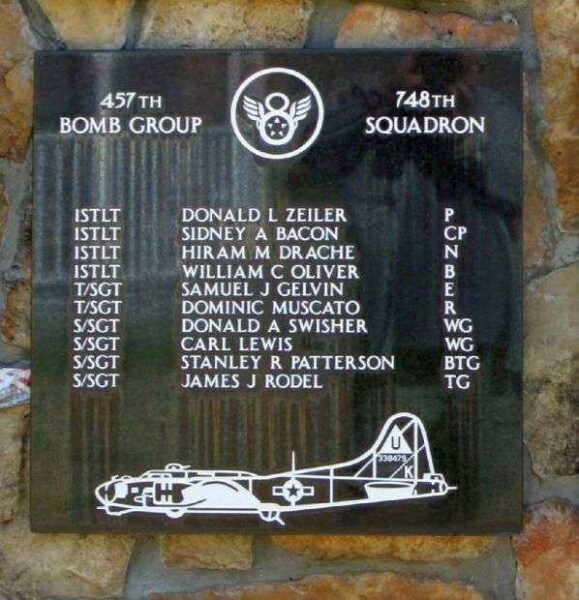 457TH BOMB GROUP
748TH SQUADRON
1STLT DONALD L ZEILER P
1STLT SIDNEY A BACON CP
1STLT HIRAM M DRACHE N
1STLT WILLIAM C OLIVER B
T/SGT SAMUEL J GELVIN E
T/SGT DOMINIC MUSCATO R
S/SGT DONALD A SWISHER WG
S/SGT CARL LEWIS WG
S/SGT STANLEY R PATTERSON BTG
S/SGT JAMES J RODEL TG
U
338475
K
H